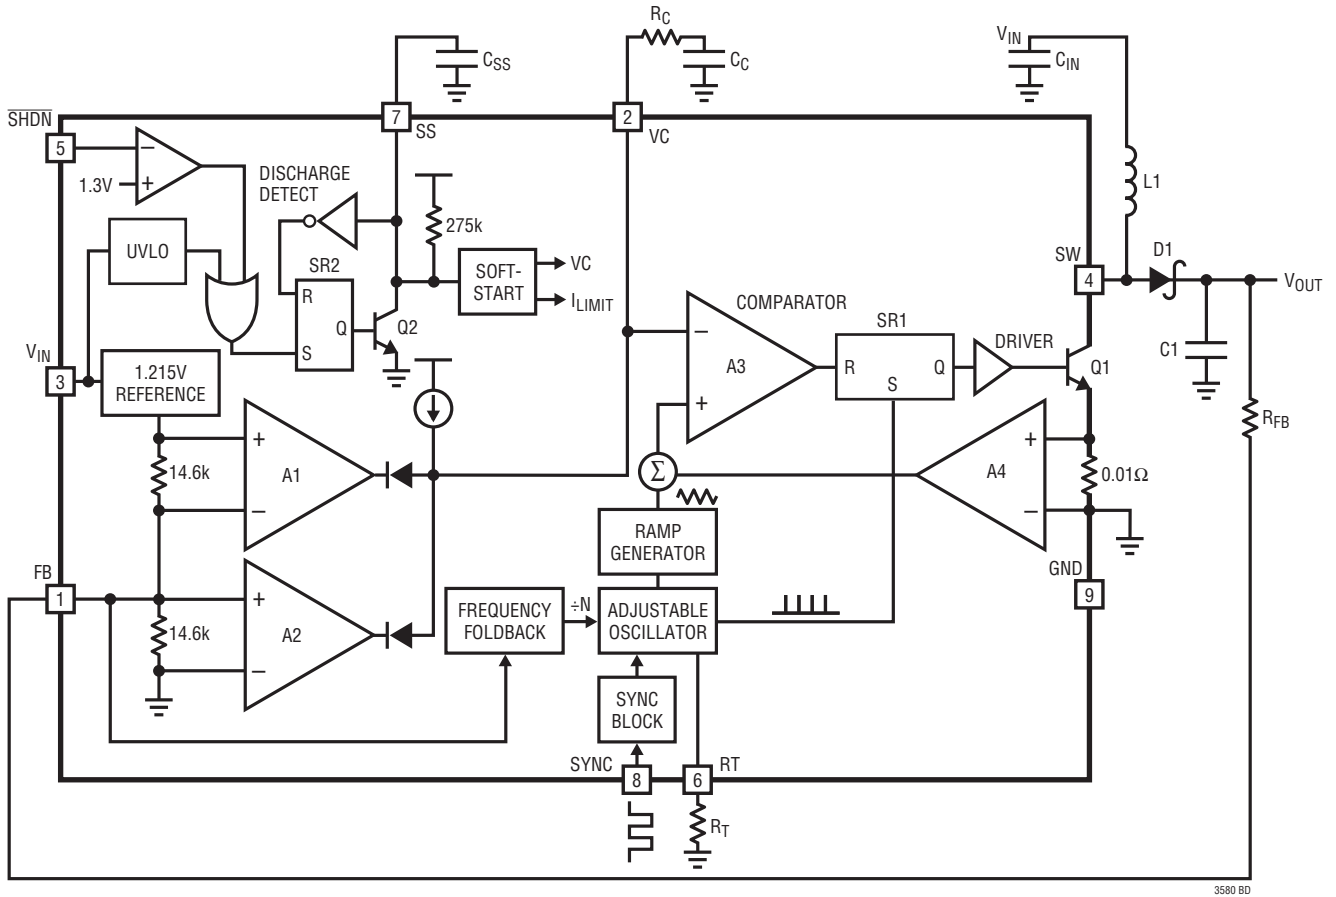 R_C
V_IN
C_SS
C_C
C_IN
SHDN
7
SS
2
VC
5
1.3V
−
+
DISCHARGE
DETECT
275k
L1
UVLO
SR2
SOFT-
START
VC
I_LIMIT
SW
4
D1
V_OUT
R
Q
S
Q2
COMPARATOR
SR1
DRIVER
−
A3
+
R
S
Q
Q1
C1
V_IN
3
1.215V
REFERENCE
R_FB
+
14.6k
A1
−
Σ
+
A4
−
0.01Ω
RAMP
GENERATOR
GND
9
FB
1
+
14.6k
A2
−
FREQUENCY
FOLDBACK
÷N
ADJUSTABLE
OSCILLATOR
SYNC
BLOCK
SYNC
8
6
RT
R_T
3580 BD